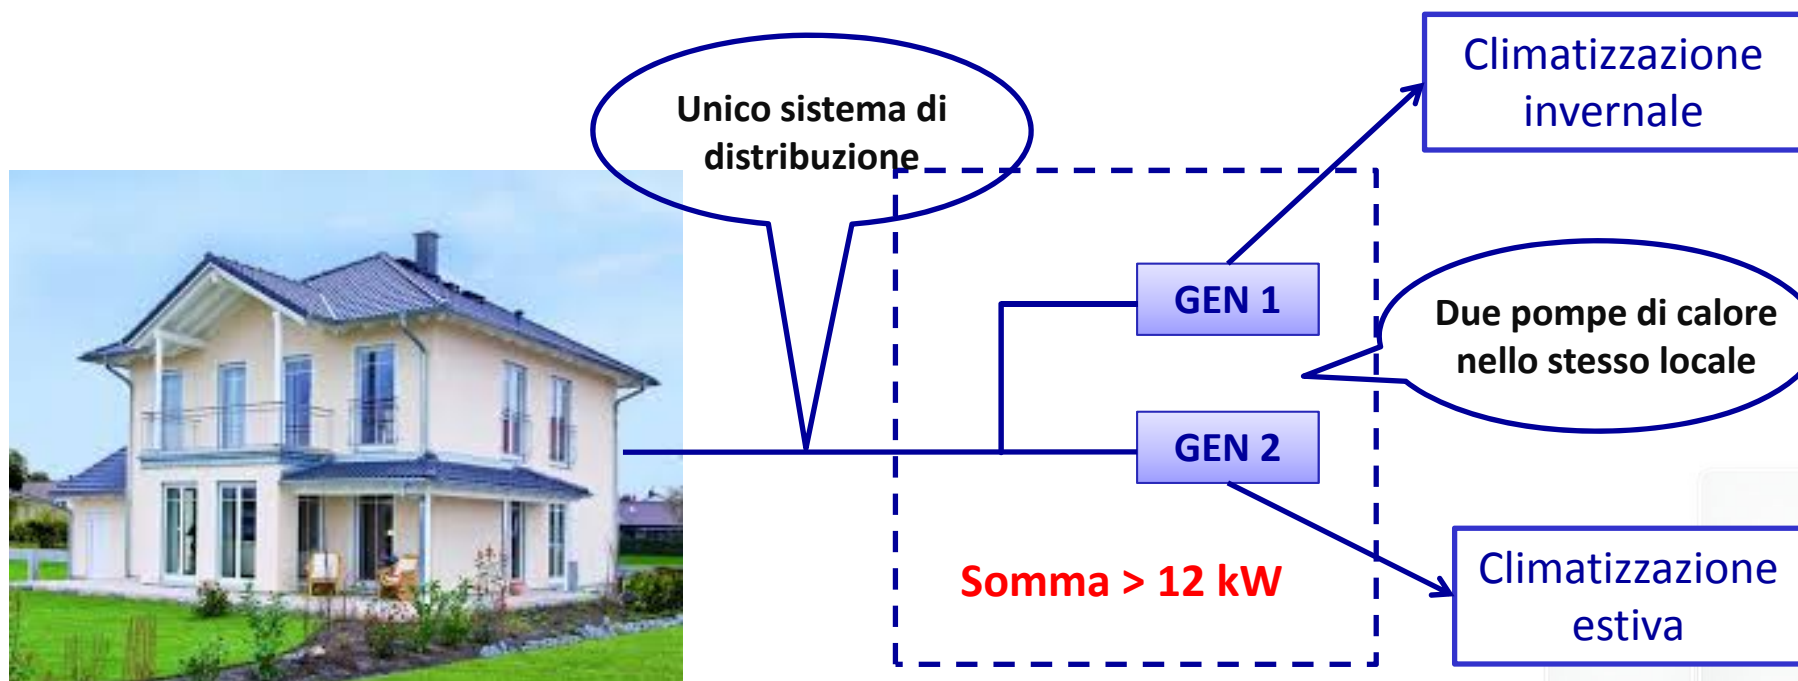 Climatizzazione
invernale
Unico sistema di
distribuzione
GEN 1
Due pompe di calore
nello stesso locale
GEN 2
Somma > 12 kW
Climatizzazione
estiva